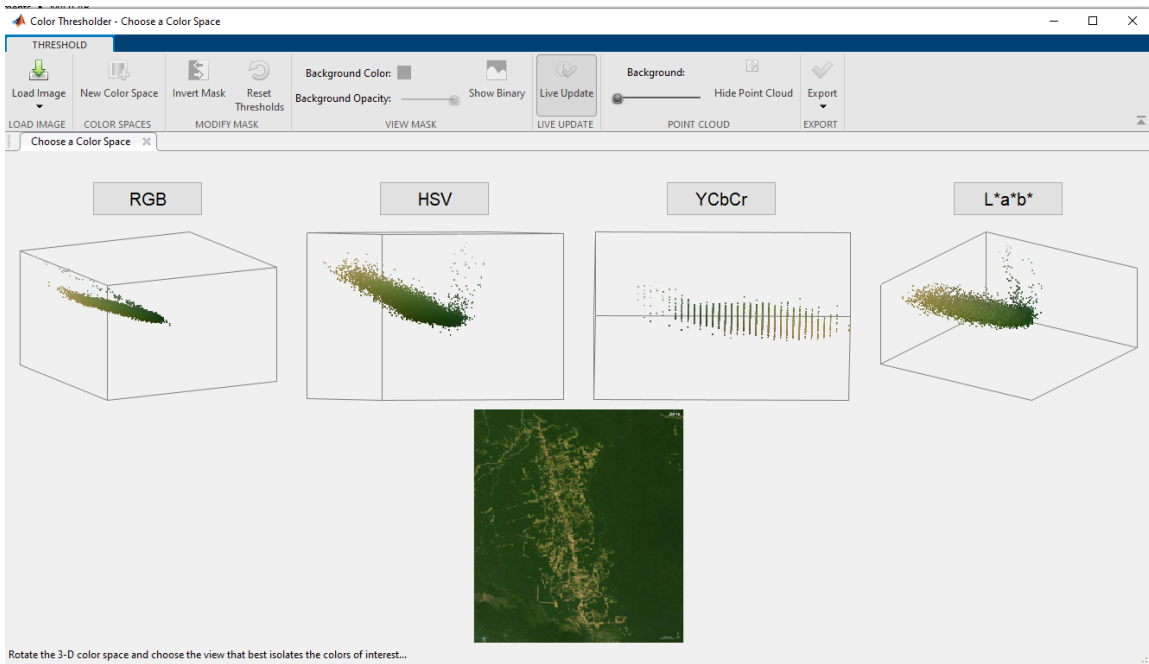 Color Thresholder - Choose a Color Space
THRESHOLD
Load Image
New Color Space
Invert Mask
Reset
Thresholds
Background Color:
Background Opacity:
Show Binary
Live Update
Background:
Hide Point Cloud
Export
LOAD IMAGE
COLOR SPACES
MODIFY MASK
VIEW MASK
LIVE UPDATE
POINT CLOUD
EXPORT
Choose a Color Space
RGB
HSV
YCbCr
L*a*b*
Rotate the 3-D color space and choose the view that best isolates the colors of interest...